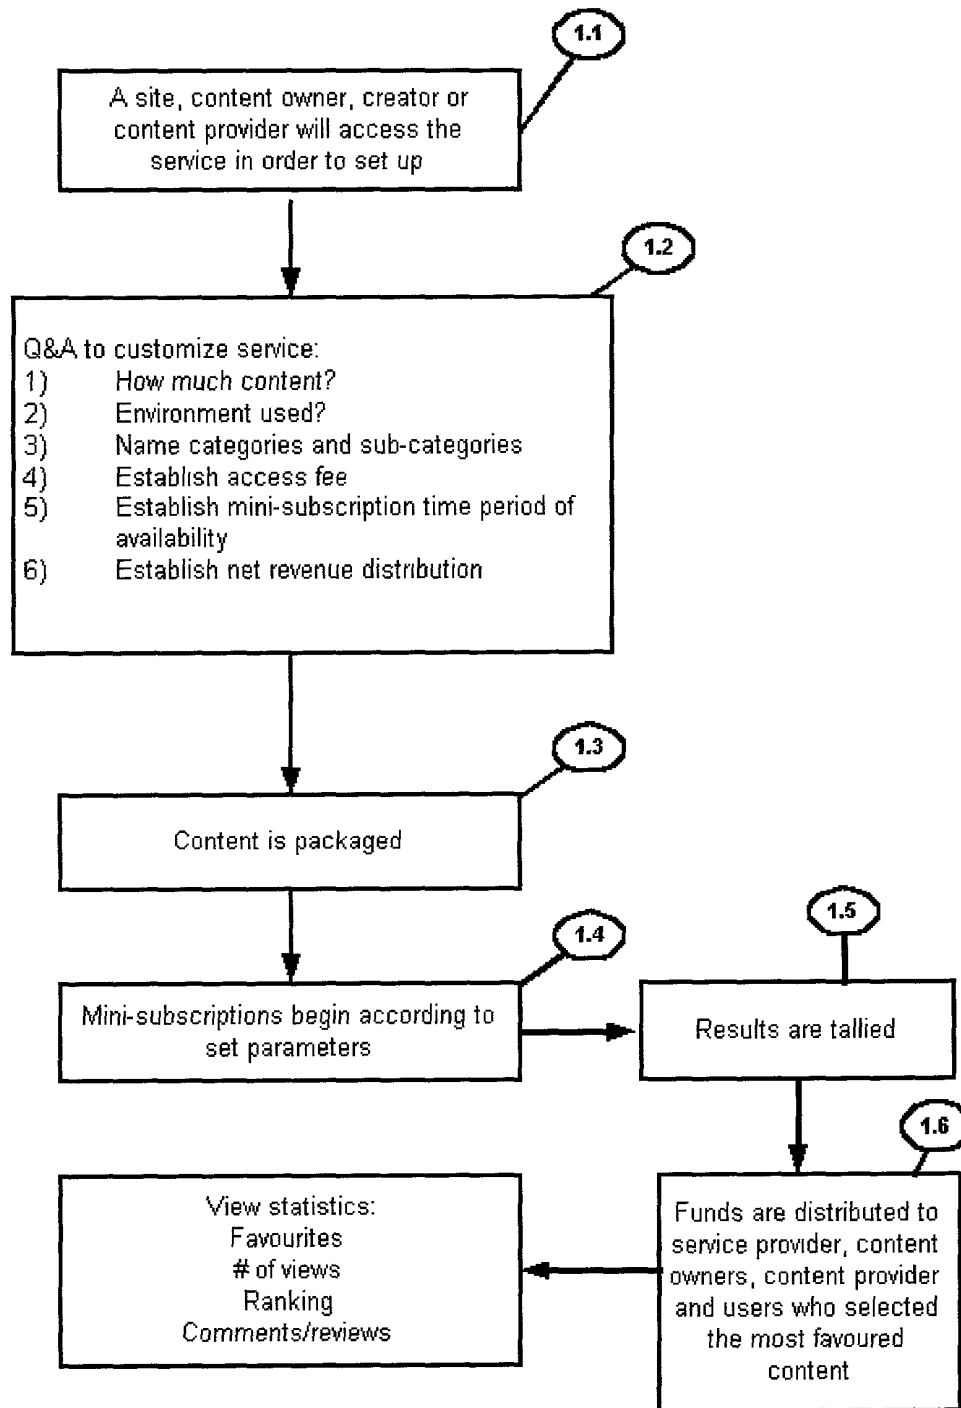 1.1
A site, content owner, creator or
content provider will access the
service in order to set up
1.2
Q&A to customize service:
1) How much content?
2) Environment used?
3) Name categories and sub-categories
4) Establish access fee
5) Establish mini-subscription time period of
availability
6) Establish net revenue distribution
1.3
Content is packaged
1.4
Mini-subscriptions begin according to
set parameters
1.5
Results are tallied
1.6
Funds are distributed to
service provider, content
owners, content provider
and users who selected
the most favoured
content
View statistics:
Favourites
# of views
Ranking
Comments/reviews